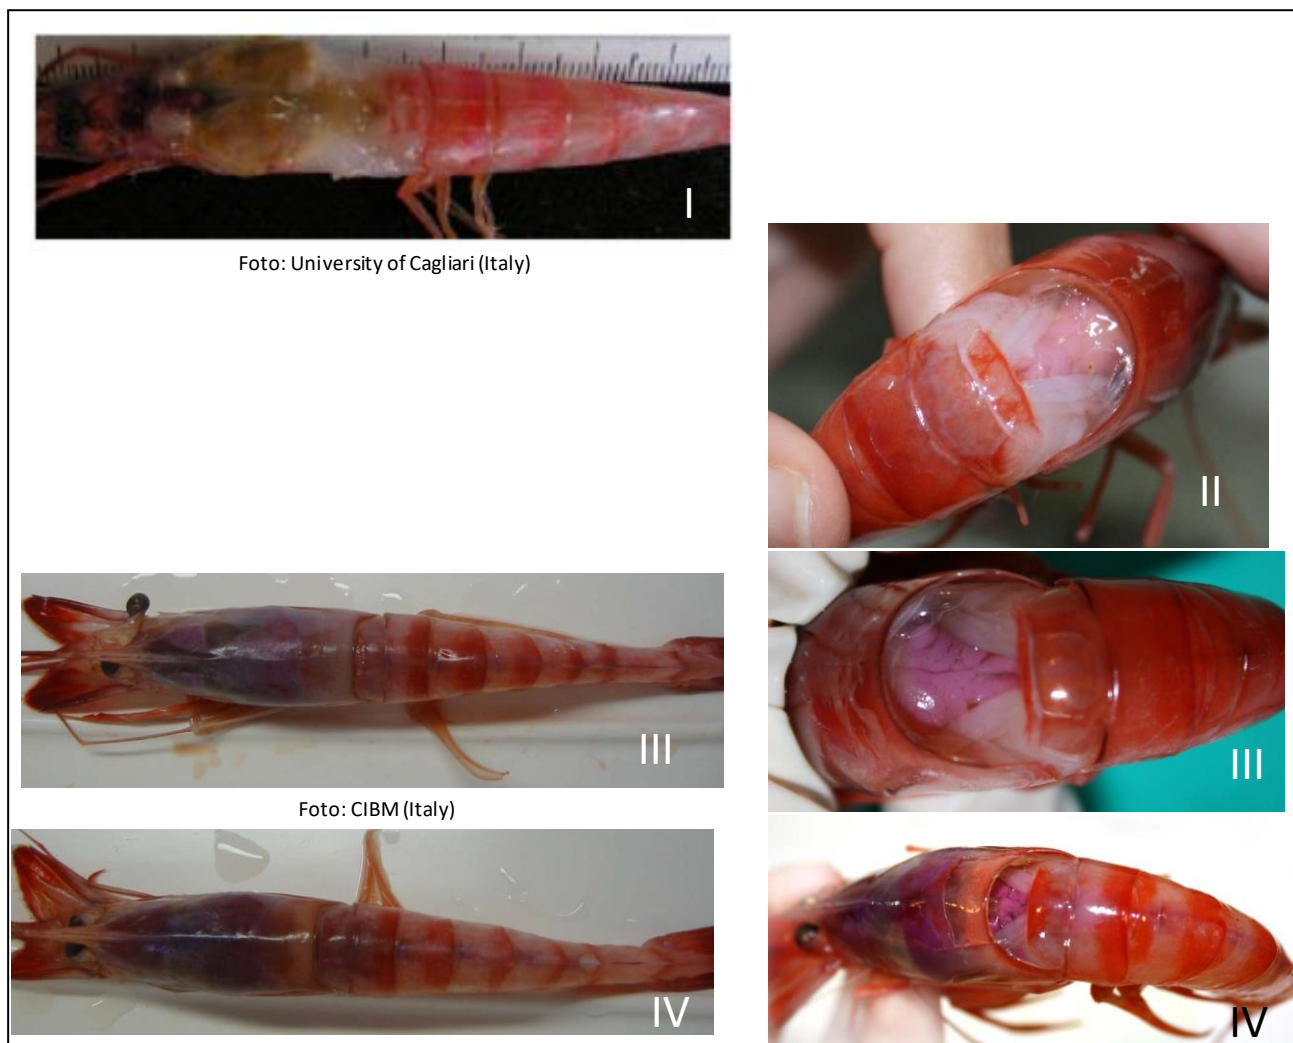 I
Foto: University of Cagliari (Italy)
II
III
III
Foto: CIBM (Italy)
IV
IV